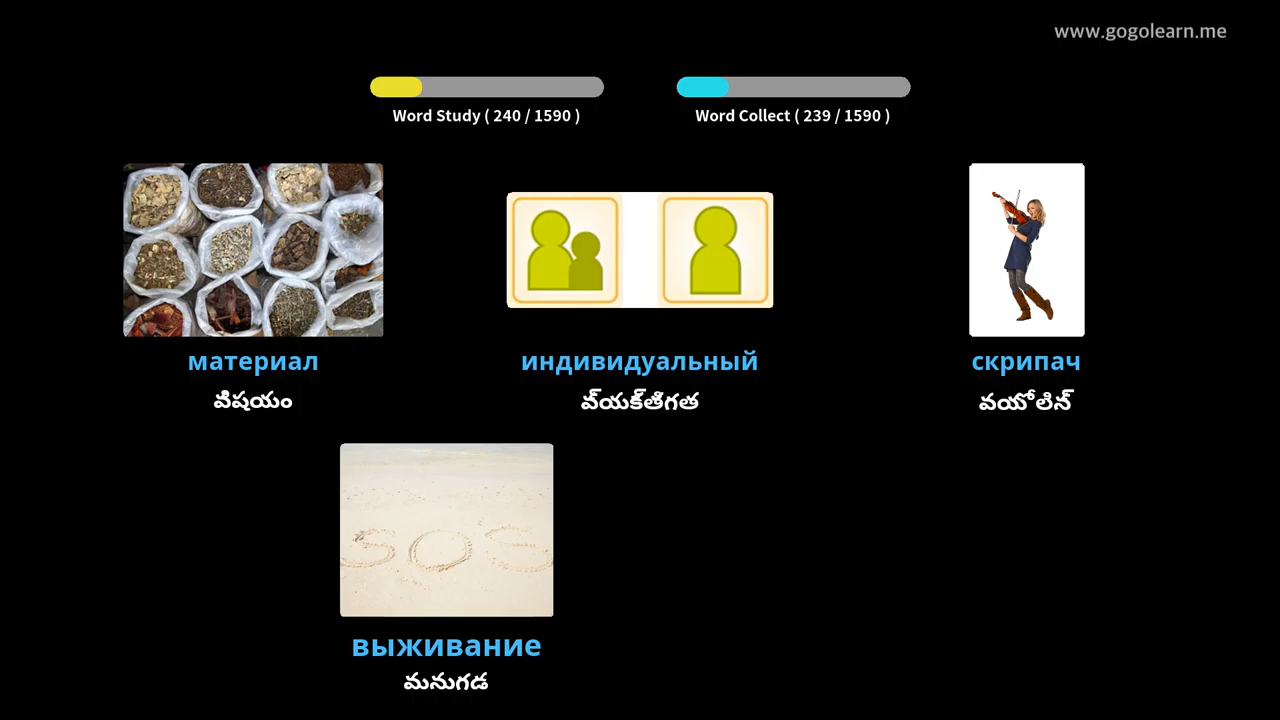 www.gogolearn.me
Word Study ( 240 / 1590 )
Word Collect ( 239 / 1590 )
материал
విషయం
индивидуальный
వ్యక్తిగత
скрипач
వయోలిన్
SOS
выживание
మనుగడ